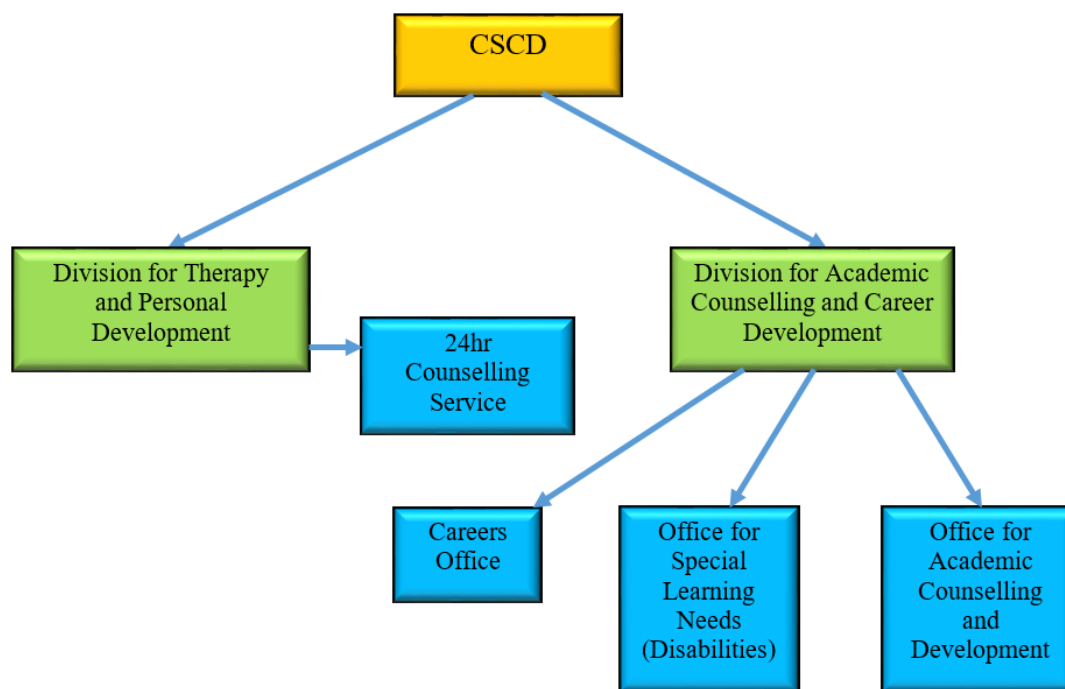 CSCD
Division for Therapy
and Personal
Development
Division for Academic
Counselling and Career
Development
24hr
Counselling
Service
Careers
Office
Office for
Special
Learning
Needs
(Disabilities)
Office for
Academic
Counselling
and
Development